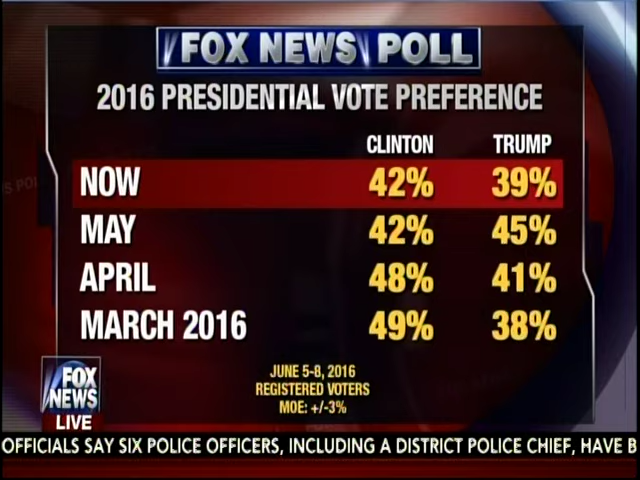 FOX NEWS POLL
2016 PRESIDENTIAL VOTE PREFERENCE
CLINTON TRUMP
NOW 42% 39%
MAY 42% 45%
APRIL 48% 41%
MARCH 2016 49% 38%
JUNE 5-8, 2016
REGISTERED VOTERS
MOE: +/-3%
FOX
NEWS
LIVE
OFFICIALS SAY SIX POLICE OFFICERS, INCLUDING A DISTRICT POLICE CHIEF, HAVE B